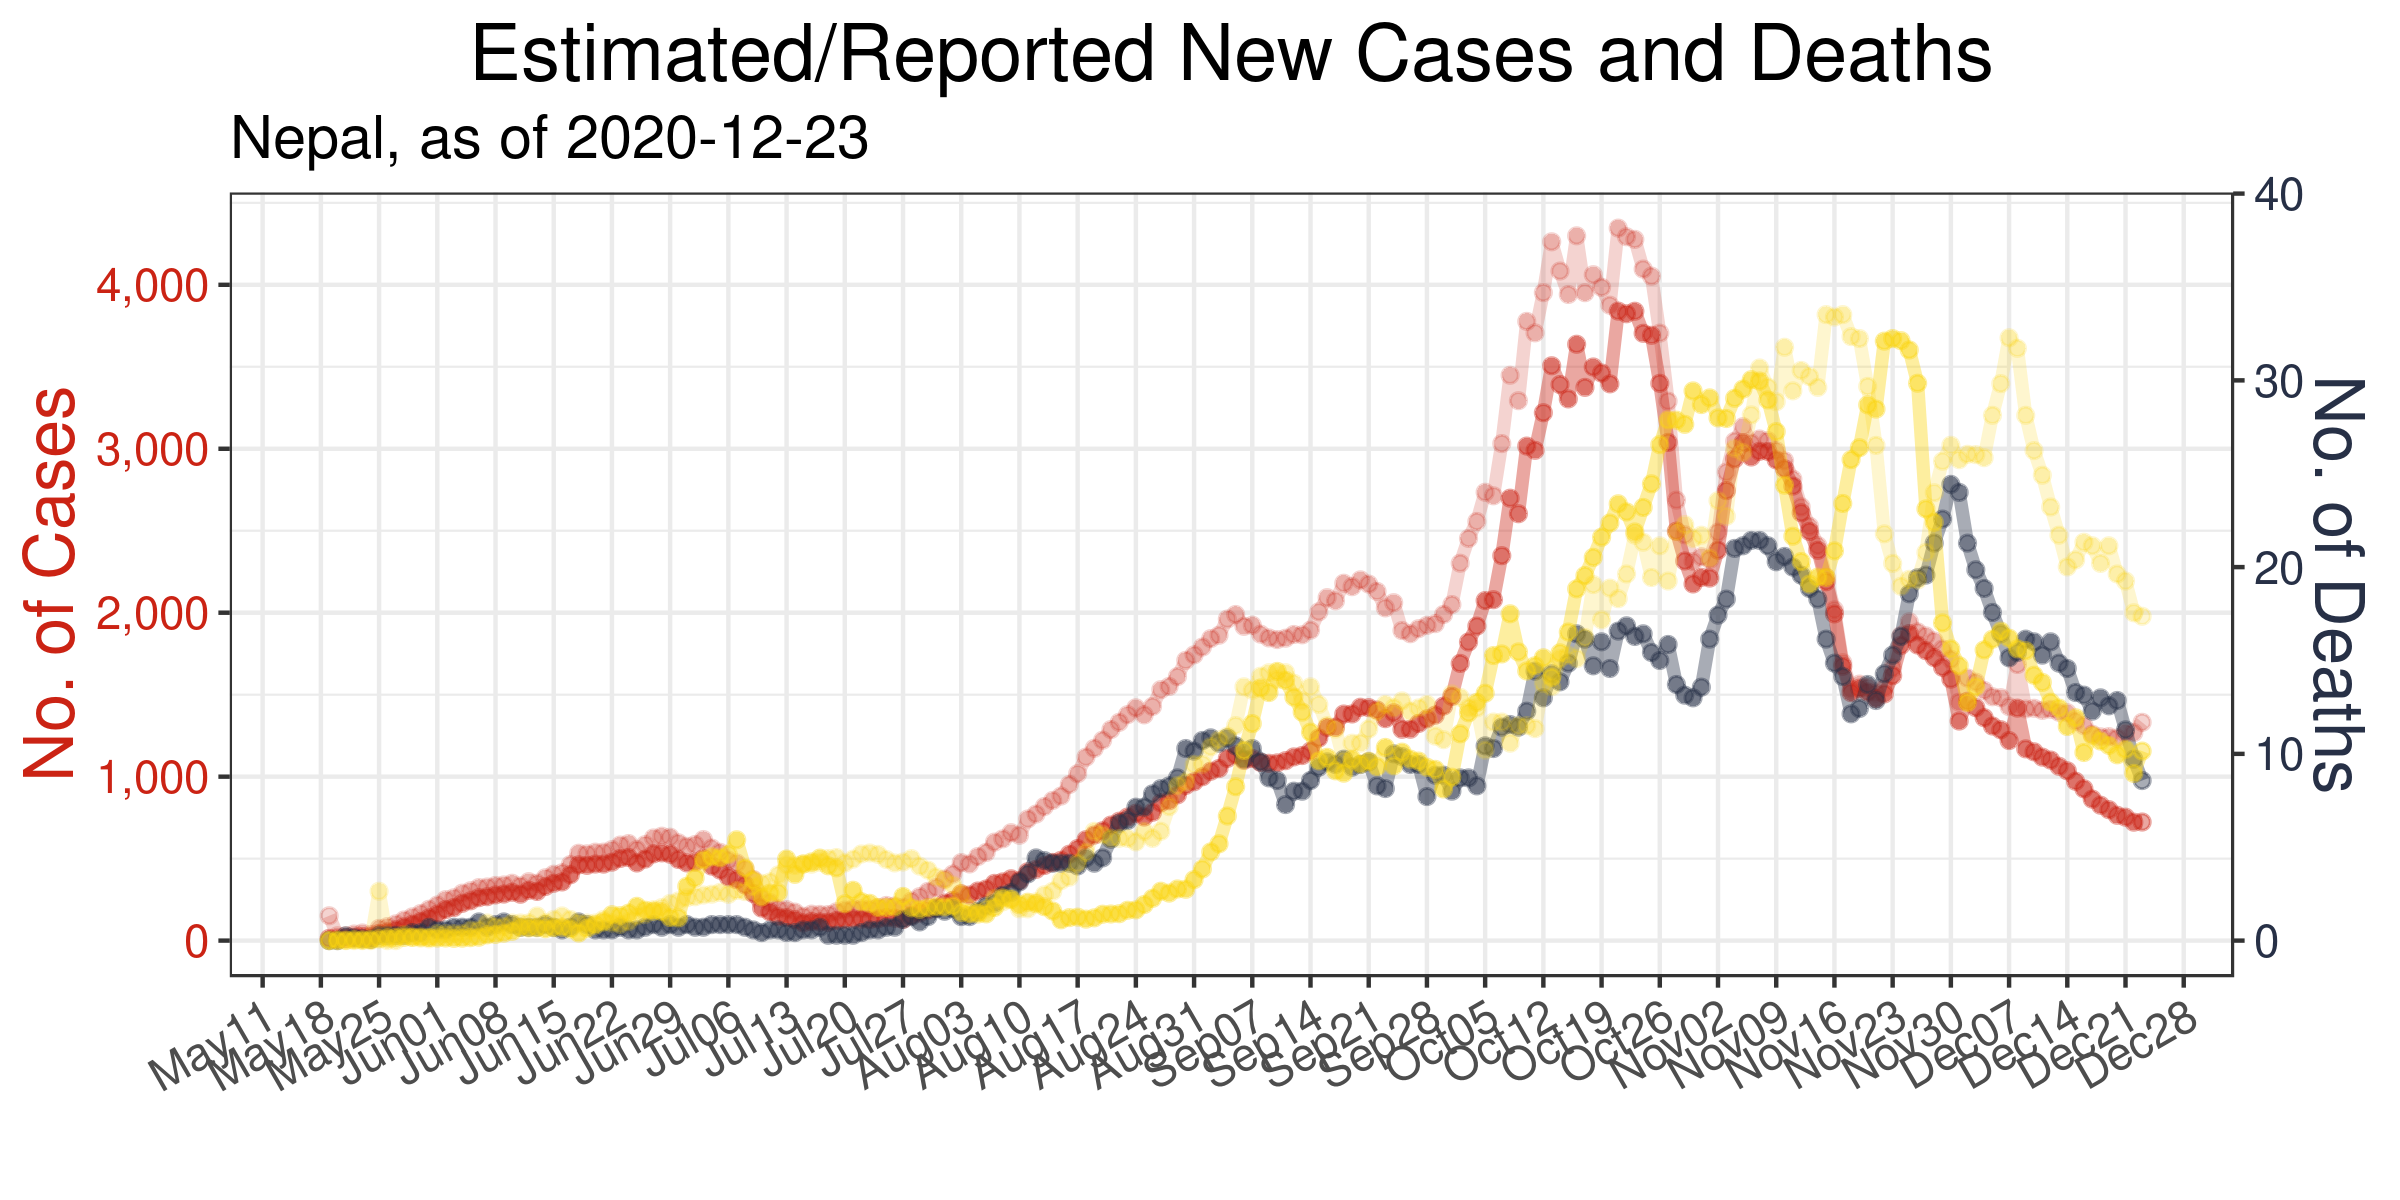 Estimated/Reported New Cases and Deaths
Nepal, as of 2020-12-23
No. of Cases
4,000
3,000
2,000
1,000
0
40
30
20
10
0
No. of Deaths
May11
May18
May25
Jun01
Jun08
Jun15
Jun22
Jun29
Jul06
Jul13
Jul20
Jul27
Aug03
Aug10
Aug17
Aug24
Aug31
Sep07
Sep14
Sep21
Sep28
Oct05
Oct12
Oct19
Oct26
Nov02
Nov09
Nov16
Nov23
Nov30
Dec07
Dec14
Dec21
Dec28